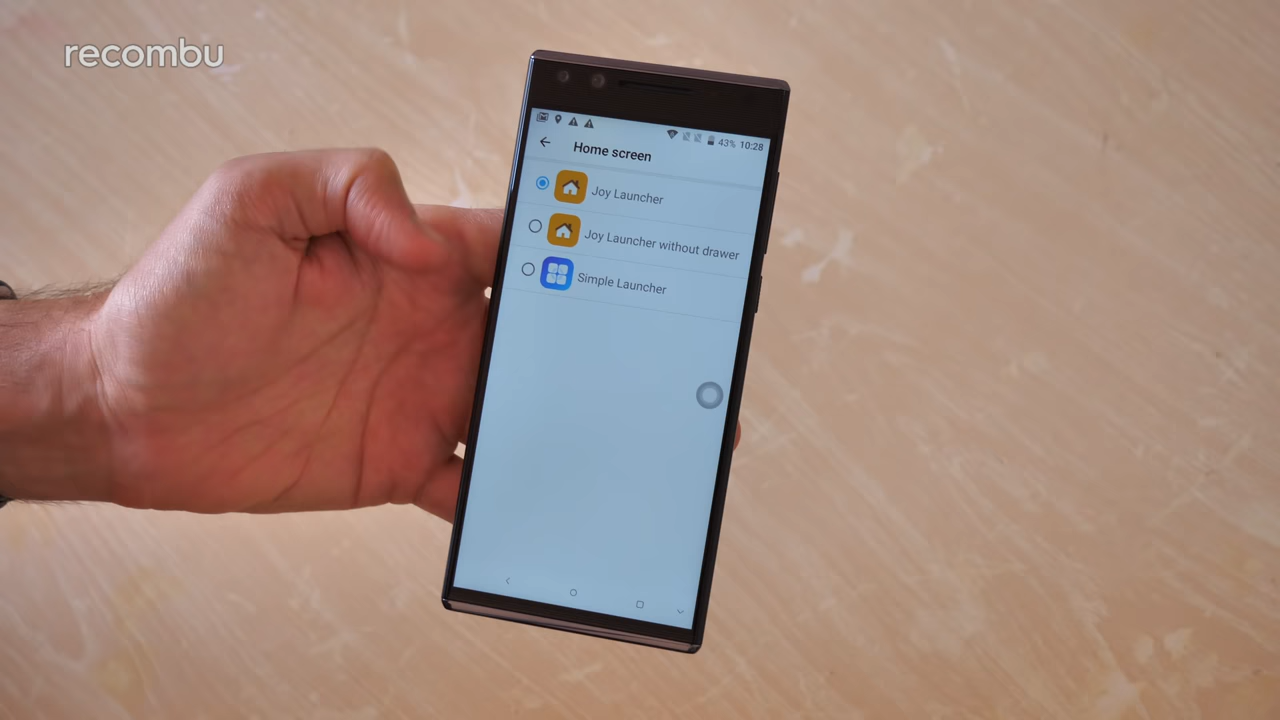 recombu
43% 10:28
Home screen
Joy Launcher
Joy Launcher without drawer
Simple Launcher